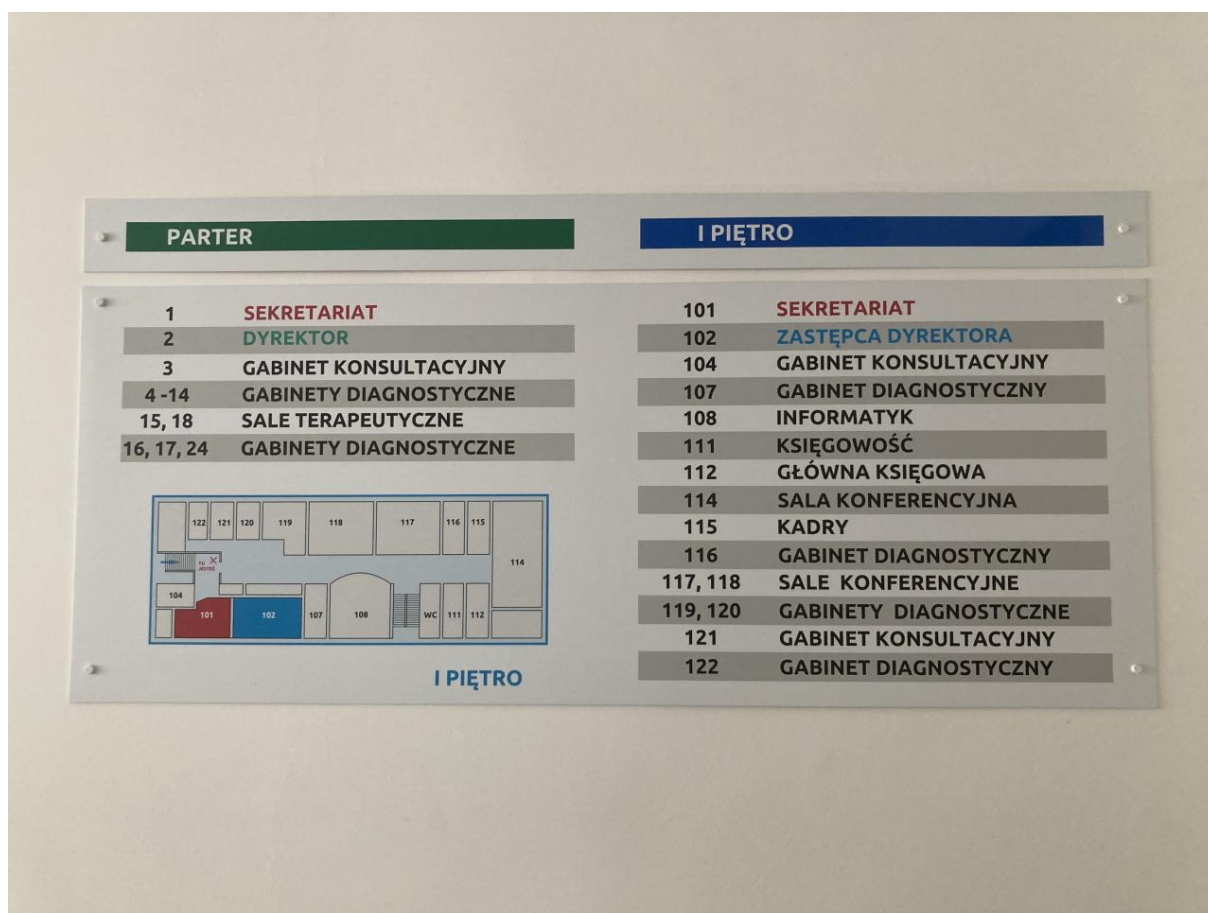 PARTER
I PIĘTRO
1 SEKRETARIAT
2 DYREKTOR
3 GABINET KONSULTACYJNY
4 -14 GABINETY DIAGNOSTYCZNE
15, 18 SALE TERAPEUTYCZNE
16, 17, 24 GABINETY DIAGNOSTYCZNE
122 121 120 119 118 117 116 115
TU
JESTEŚ
114
104
101 102 107 108 WC 111 112
I PIĘTRO
101 SEKRETARIAT
102 ZASTĘPCA DYREKTORA
104 GABINET KONSULTACYJNY
107 GABINET DIAGNOSTYCZNY
108 INFORMATYK
111 KSIĘGOWOŚĆ
112 GŁÓWNA KSIĘGOWA
114 SALA KONFERENCYJNA
115 KADRY
116 GABINET DIAGNOSTYCZNY
117, 118 SALE KONFERENCYJNE
119, 120 GABINETY DIAGNOSTYCZNE
121 GABINET KONSULTACYJNY
122 GABINET DIAGNOSTYCZNY